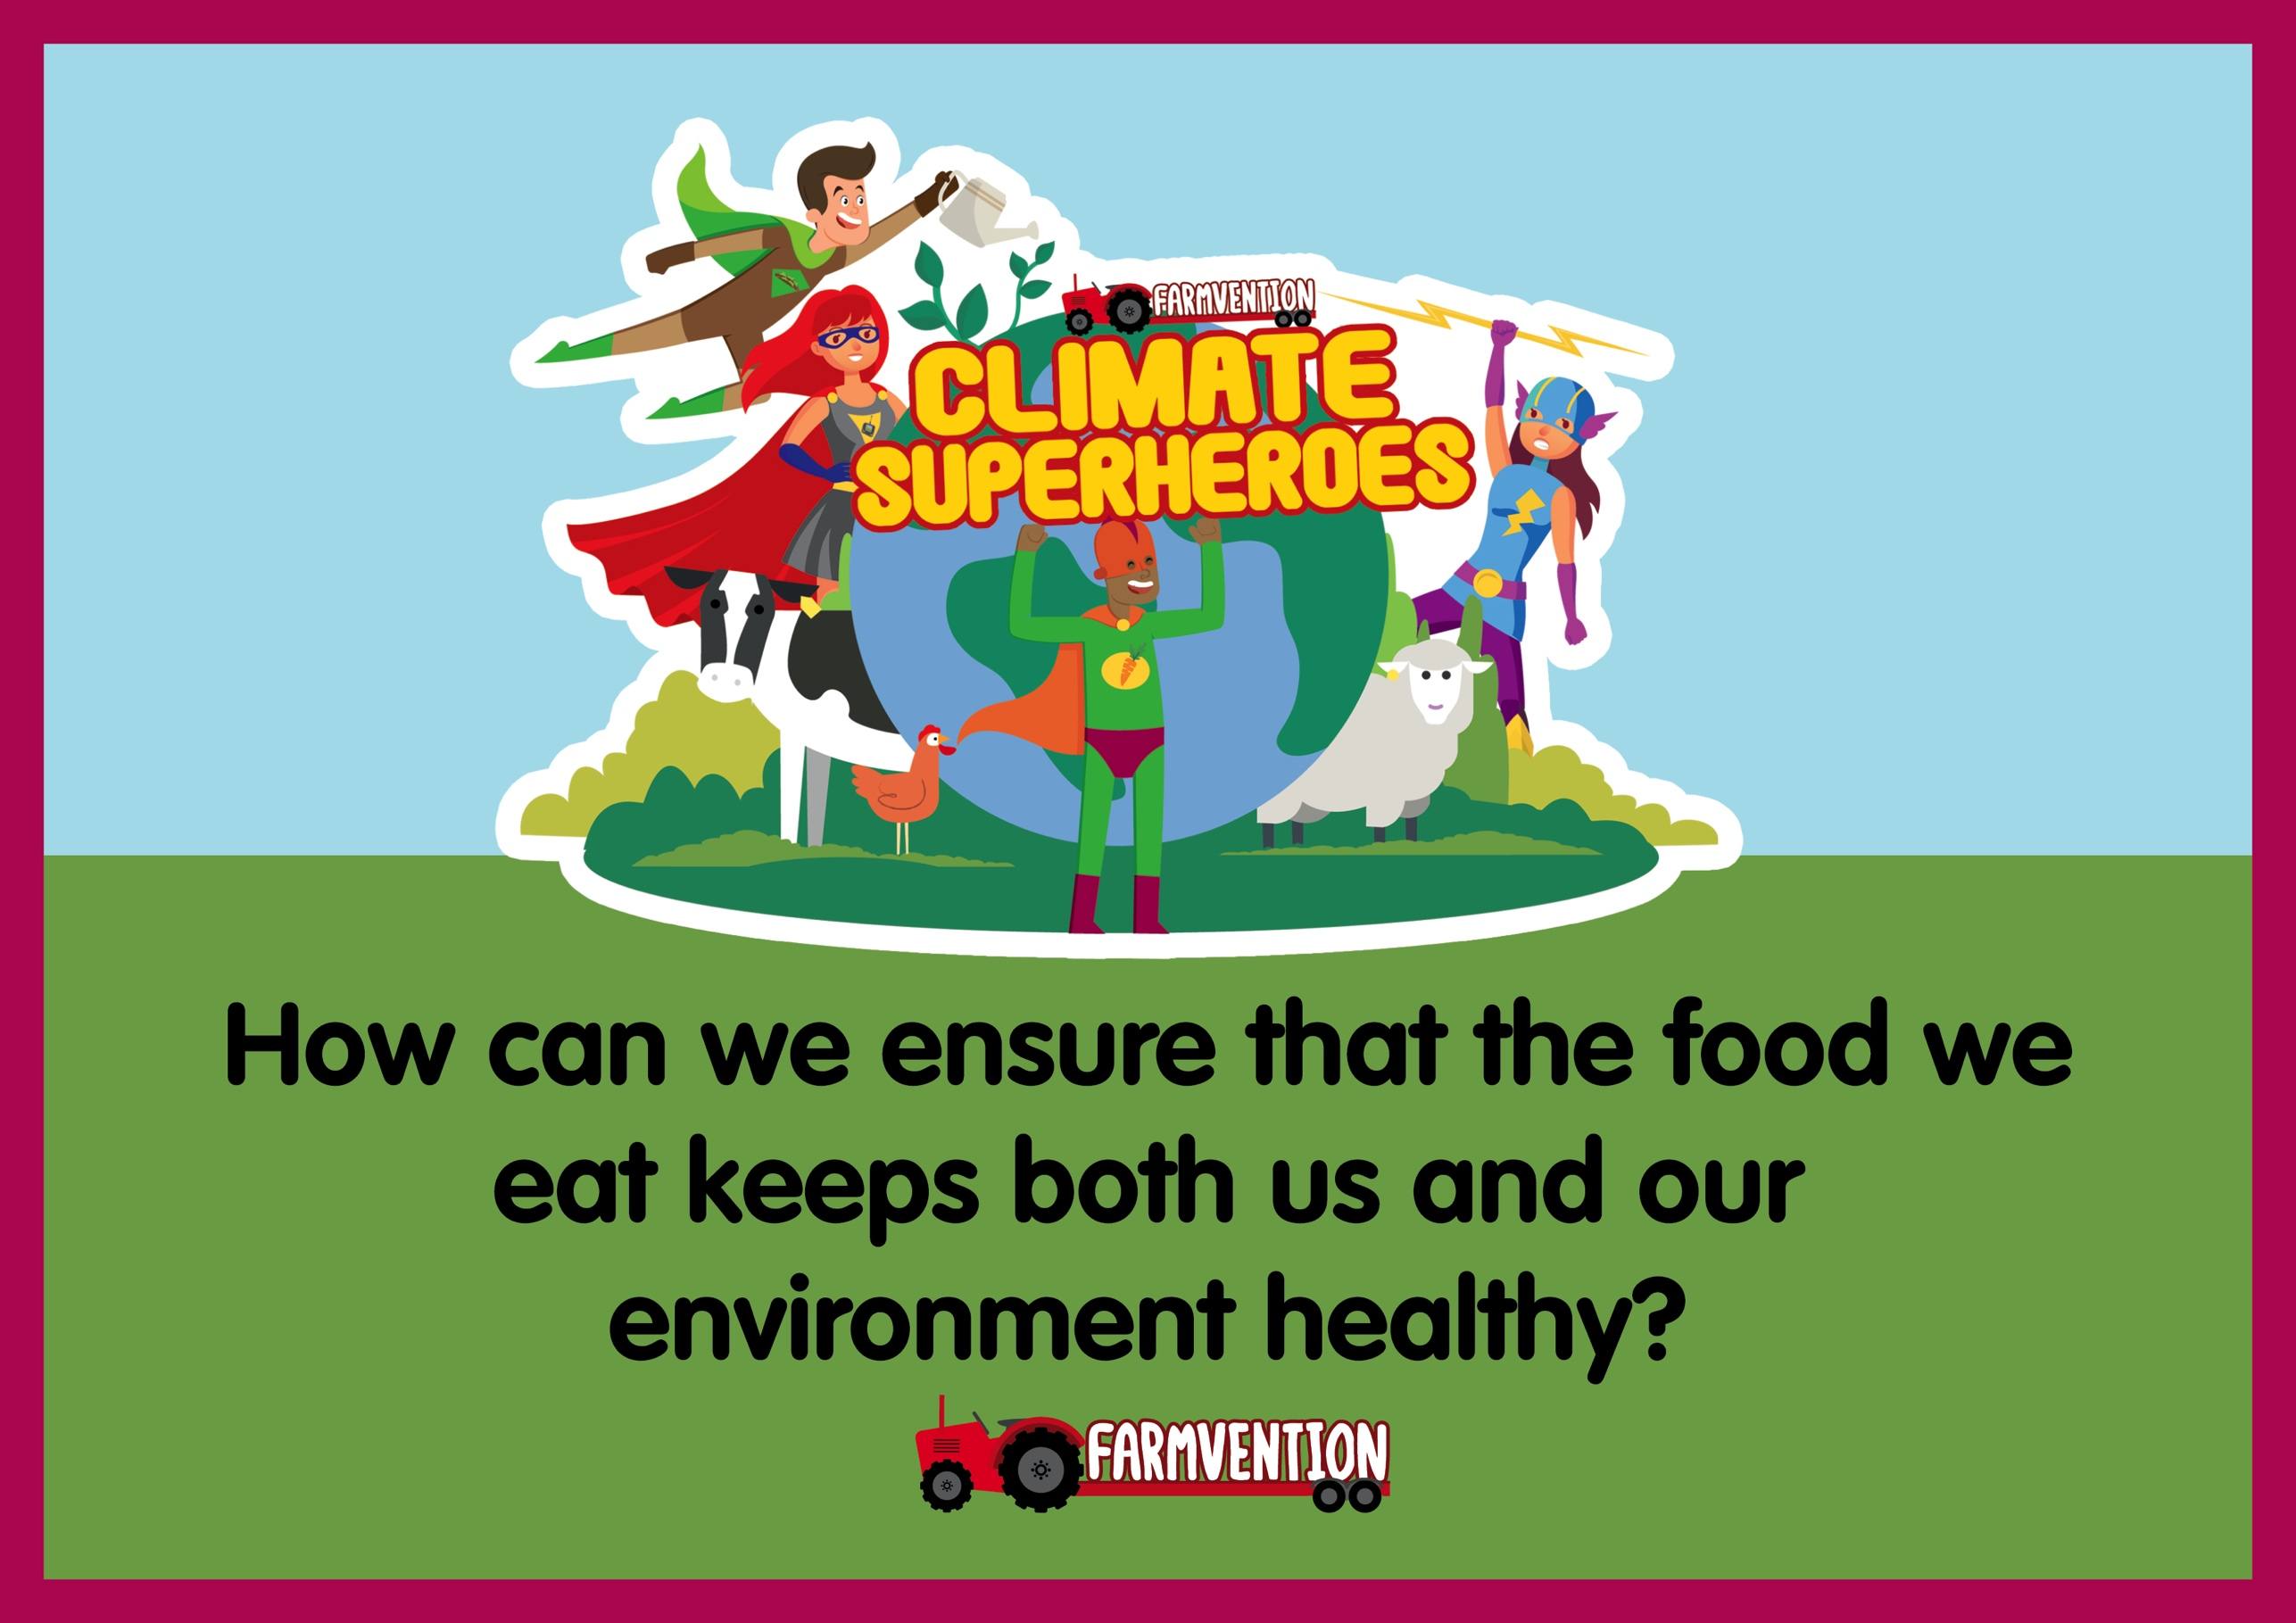 FARMVENTION
CLIMATE
SUPERHEROES
How can we ensure that the food we
eat keeps both us and our
environment healthy?
FARMVENTION